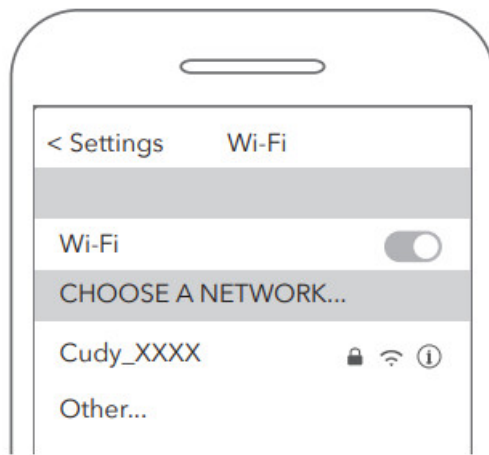 < Settings Wi-Fi
Wi-Fi
CHOOSE A NETWORK...
Cudy_XXXX
Other...